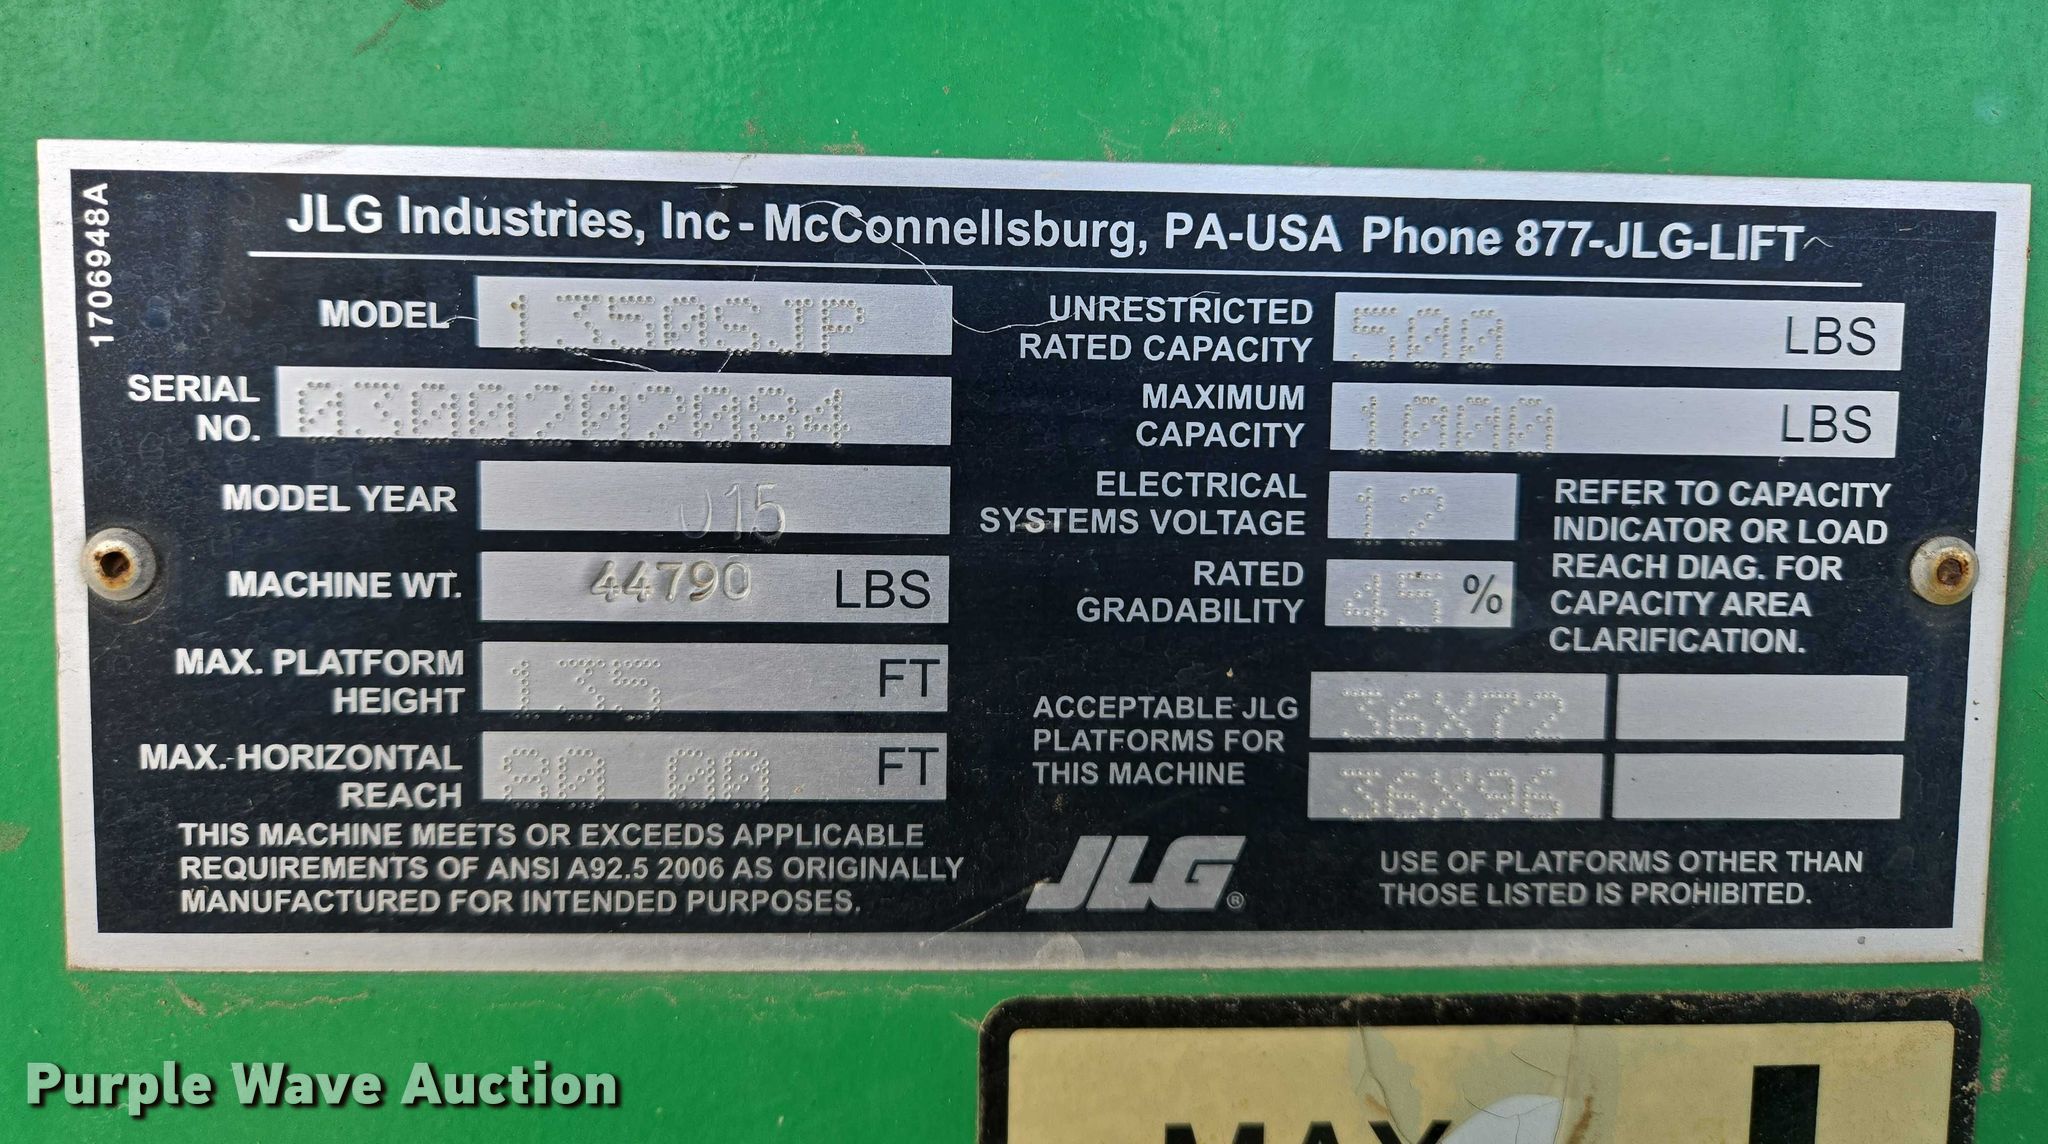 1706948A
JLG Industries, Inc - McConnellsburg, PA-USA Phone 877-JLG-LIFT
MODEL 1350SJP
SERIAL NO. 0300202084
MODEL YEAR 015
MACHINE WT. 44790 LBS
MAX. PLATFORM HEIGHT 135 FT
MAX. HORIZONTAL REACH 80.00 FT
THIS MACHINE MEETS OR EXCEEDS APPLICABLE
REQUIREMENTS OF ANSI A92.5 2006 AS ORIGINALLY
MANUFACTURED FOR INTENDED PURPOSES.
UNRESTRICTED
RATED CAPACITY 500 LBS
MAXIMUM
CAPACITY 1000 LBS
ELECTRICAL
SYSTEMS VOLTAGE 12
RATED
GRADABILITY 45 %
REFER TO CAPACITY
INDICATOR OR LOAD
REACH DIAG. FOR
CAPACITY AREA
CLARIFICATION.
ACCEPTABLE JLG
PLATFORMS FOR
THIS MACHINE
36X72
36X96
JLG®
USE OF PLATFORMS OTHER THAN
THOSE LISTED IS PROHIBITED.
MAX
Purple Wave Auction